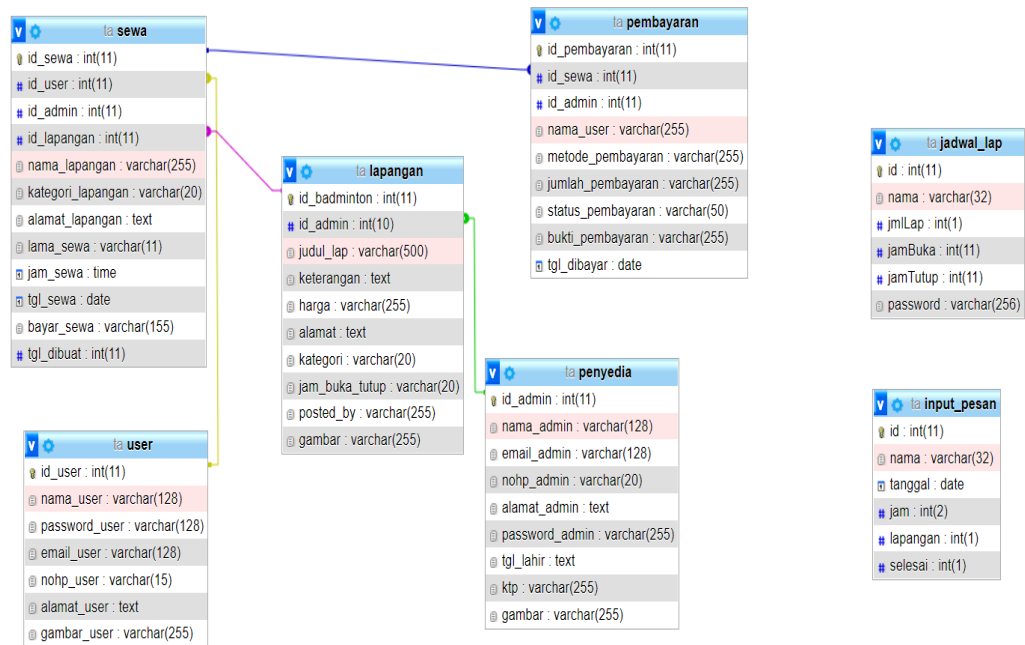 v ta sewa
id_sewa : int(11)
id_user : int(11)
id_admin : int(11)
id_lapangan : int(11)
nama_lapangan : varchar(255)
kategori_lapangan : varchar(20)
alamat_lapangan : text
lama_sewa : varchar(11)
jam_sewa : time
tgl_sewa : date
bayar_sewa : varchar(155)
tgl_dibuat : int(11)
v ta user
id_user : int(11)
nama_user : varchar(128)
password_user : varchar(128)
email_user : varchar(128)
nohp_user : varchar(15)
alamat_user : text
gambar_user : varchar(255)
v ta lapangan
id_badminton : int(11)
id_admin : int(10)
judul_lap : varchar(500)
keterangan : text
harga : varchar(255)
alamat : text
kategori : varchar(20)
jam_buka_tutup : varchar(20)
posted_by : varchar(255)
gambar : varchar(255)
v ta pembayaran
id_pembayaran : int(11)
id_sewa : int(11)
id_admin : int(11)
nama_user : varchar(255)
metode_pembayaran : varchar(255)
jumlah_pembayaran : varchar(255)
status_pembayaran : varchar(50)
bukti_pembayaran : varchar(255)
tgl_dibayar : date
v ta penyedia
id_admin : int(11)
nama_admin : varchar(128)
email_admin : varchar(128)
nohp_admin : varchar(20)
alamat_admin : text
password_admin : varchar(255)
tgl_lahir : text
ktp : varchar(255)
gambar : varchar(255)
v ta jadwal_lap
id : int(11)
nama : varchar(32)
jmlLap : int(1)
jamBuka : int(11)
jamTutup : int(11)
password : varchar(256)
v ta input_pesan
id : int(11)
nama : varchar(32)
tanggal : date
jam : int(2)
lapangan : int(1)
selesai : int(1)